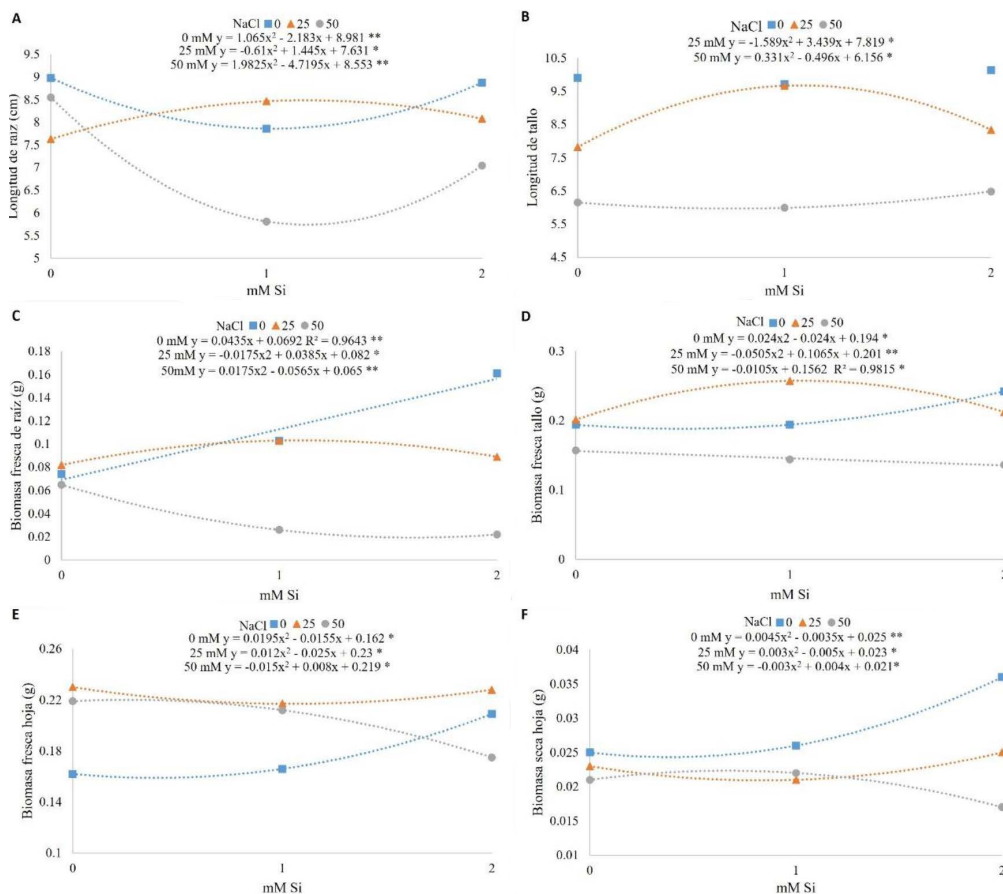 A
NaCl 0 25 50
0 mM y = 1.065x² - 2.183x + 8.981 **
25 mM y = -0.61x² + 1.445x + 7.631 *
50 mM y = 1.9825x² - 4.7195x + 8.553 **
9.5
9
8.5
8
7.5
7
6.5
6
5.5
5
Longitud de raíz (cm)
0 1 2
mM Si
B
NaCl 0 25 50
25 mM y = -1.589x² + 3.439x + 7.819 *
50 mM y = 0.331x² - 0.496x + 6.156 *
10.5
8.5
6.5
4.5
Longitud de tallo
0 1 2
mM Si
C
NaCl 0 25 50
0 mM y = 0.0435x + 0.0692 R² = 0.9643 **
25 mM y = -0.0175x2 + 0.0385x + 0.082 *
50mM y = 0.0175x2 - 0.0565x + 0.065 **
0.18
0.16
0.14
0.12
0.1
0.08
0.06
0.04
0.02
0
Biomasa fresca de raíz (g)
0 1 2
mM Si
D
NaCl 0 25 50
0 mM y = 0.024x2 - 0.024x + 0.194 *
25 mM y = -0.0505x2 + 0.1065x + 0.201 **
50 mM y = -0.0105x + 0.1562 R² = 0.9815 *
0.3
0.2
0.1
0
Biomasa fresca tallo (g)
0 1 2
mM Si
E
NaCl 0 25 50
0 mM y = 0.0195x² - 0.0155x + 0.162 *
25 mM y = 0.012x² - 0.025x + 0.23 *
50 mM y = -0.015x² + 0.008x + 0.219 *
0.26
0.22
0.18
0.14
0.1
Biomasa fresca hoja (g)
0 1 2
mM Si
F
NaCl 0 25 50
0 mM y = 0.0045x² - 0.0035x + 0.025 **
25 mM y = 0.003x² - 0.005x + 0.023 *
50 mM y = -0.003x² + 0.004x + 0.021*
0.04
0.035
0.03
0.025
0.02
0.015
0.01
Biomasa seca hoja (g)
0 1 2
mM Si